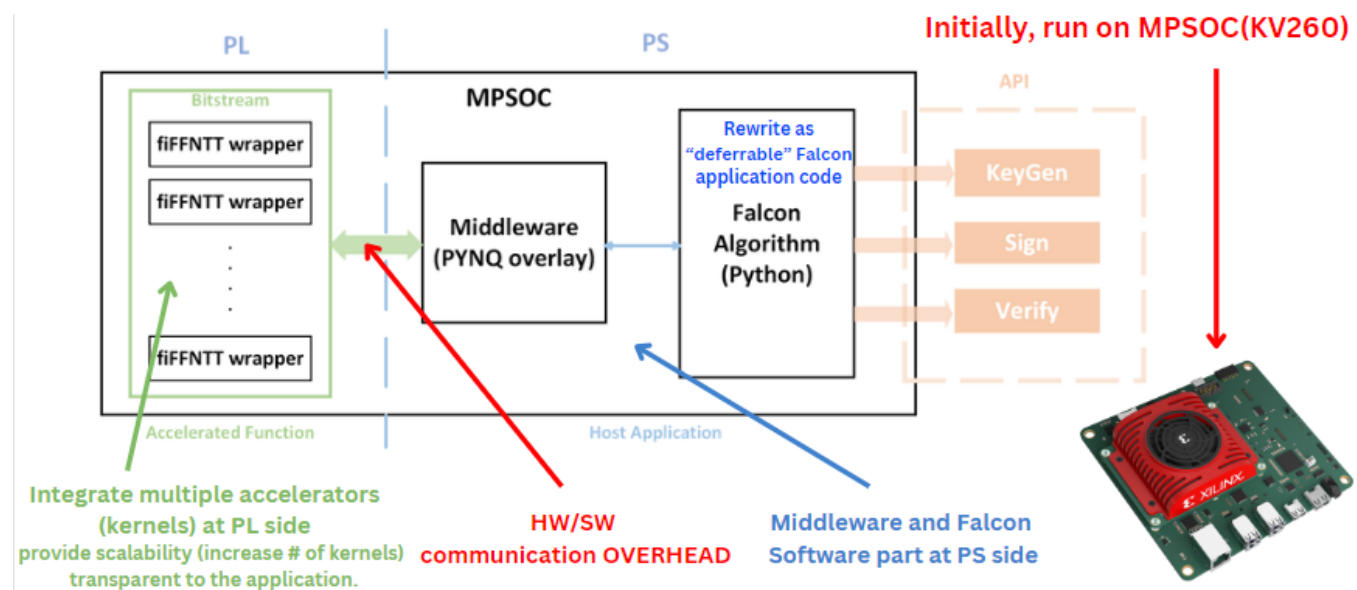 Initially, run on MPSOC(KV260)
PL
PS
API
MPSOC
Bitstream
fiFFNTT wrapper
fiFFNTT wrapper
.
.
.
.
fiFFNTT wrapper
Middleware
(PYNQ overlay)
Rewrite as
“deferrable” Falcon
application code
Falcon
Algorithm
(Python)
KeyGen
Sign
Verify
Accelerated Function
Host Application
Integrate multiple accelerators
(kernels) at PL side
provide scalability (increase # of kernels)
transparent to the application.
HW/SW
communication OVERHEAD
Middleware and Falcon
Software part at PS side
XILINX